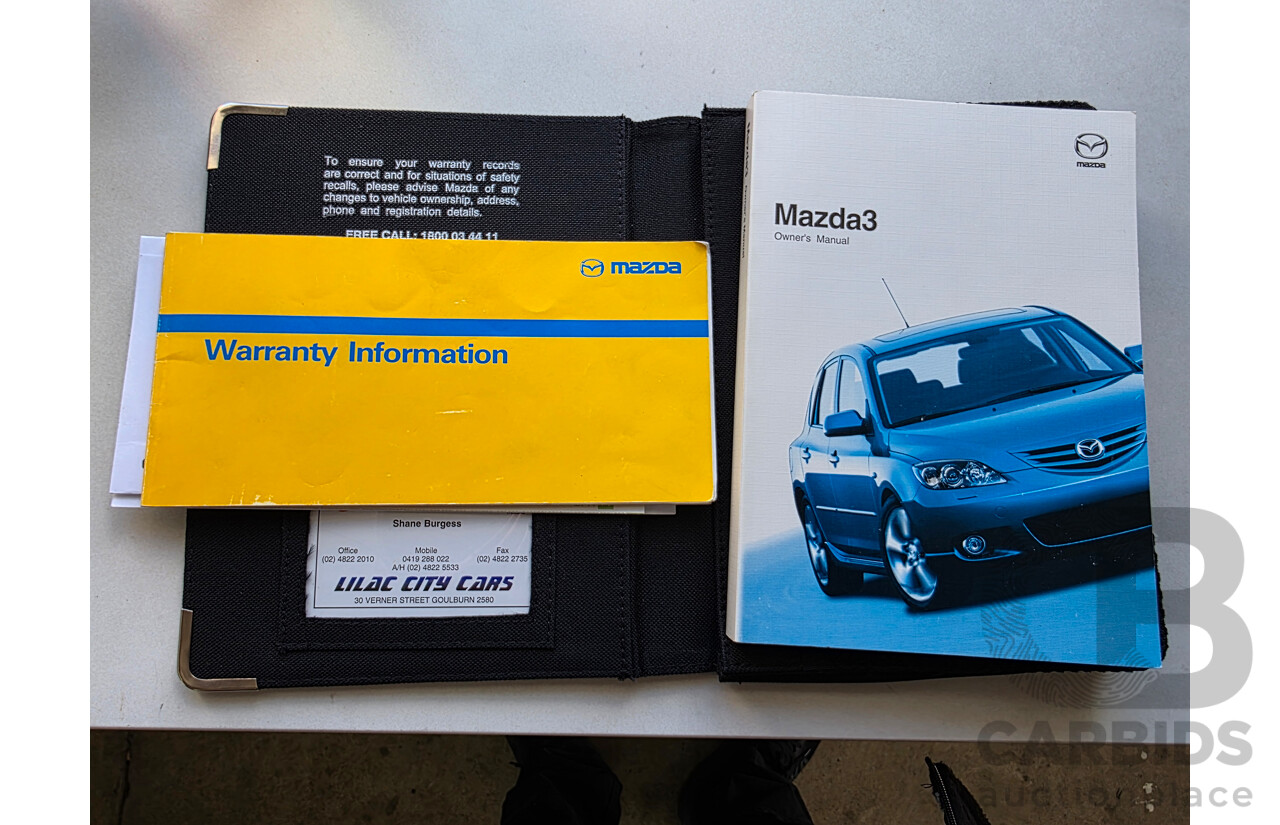 To ensure your warranty records
are correct and for situations of safety
recalls, please advise Mazda of any
changes to vehicle ownership, address,
phone and registration details.
FREE CALL: 1800 03 44 11
mazda
Warranty Information
Shane Burgess
Office Mobile Fax
(02) 4822 2010 0419 288 022 (02) 4822 2735
A/H (02) 4822 5533
LILAC CITY CARS
30 VERNER STREET GOULBURN 2580
mazda
Mazda3
Owner's Manual
Mazda3 Owner's Manual
B
CARBIDS
auctionplace